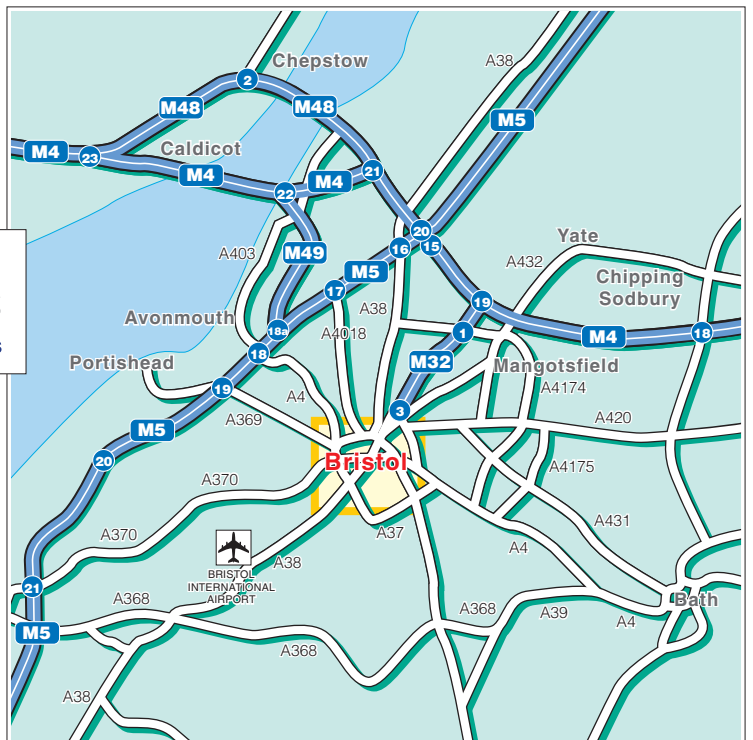 A38
Chepstow
2
M48
M48
M5
M4
23
Caldicot
M4
M4
21
22
20
15
16
Yate
A403
M49
A432
M5
17
A38
Chipping
Sodbury
19
Avonmouth
18a
A4018
1
M4
18
18
Portishead
M32
Mangotsfield
19
A4
A4174
3
A369
A420
M5
20
Bristol
A4175
A370
A431
A370
A37
A4
A38
BRISTOL
INTERNATIONAL
AIRPORT
21
A368
A368
A39
Bath
A4
M5
A368
A38